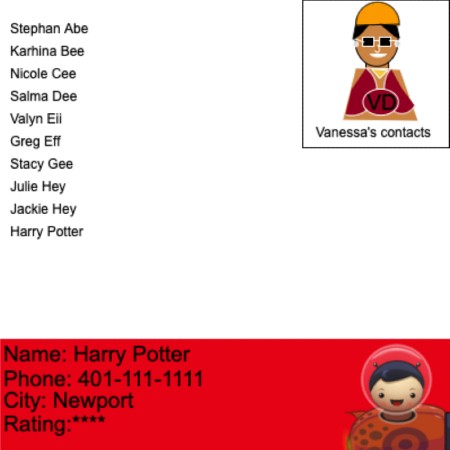 Stephan Abe
Karhina Bee
Nicole Cee
Salma Dee
Valyn Eii
Greg Eff
Stacy Gee
Julie Hey
Jackie Hey
Harry Potter
VD
Vanessa's contacts
Name: Harry Potter
Phone: 401-111-1111
City: Newport
Rating:****